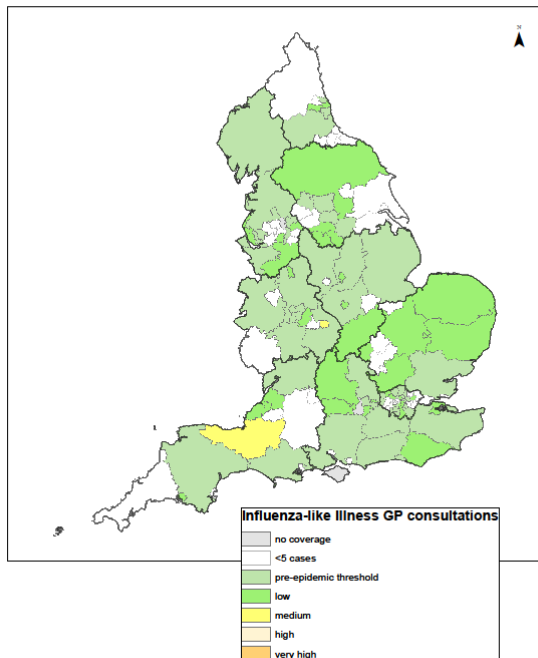 N
Influenza-like Illness GP consultations
no coverage
<5 cases
pre-epidemic threshold
low
medium
high
very high